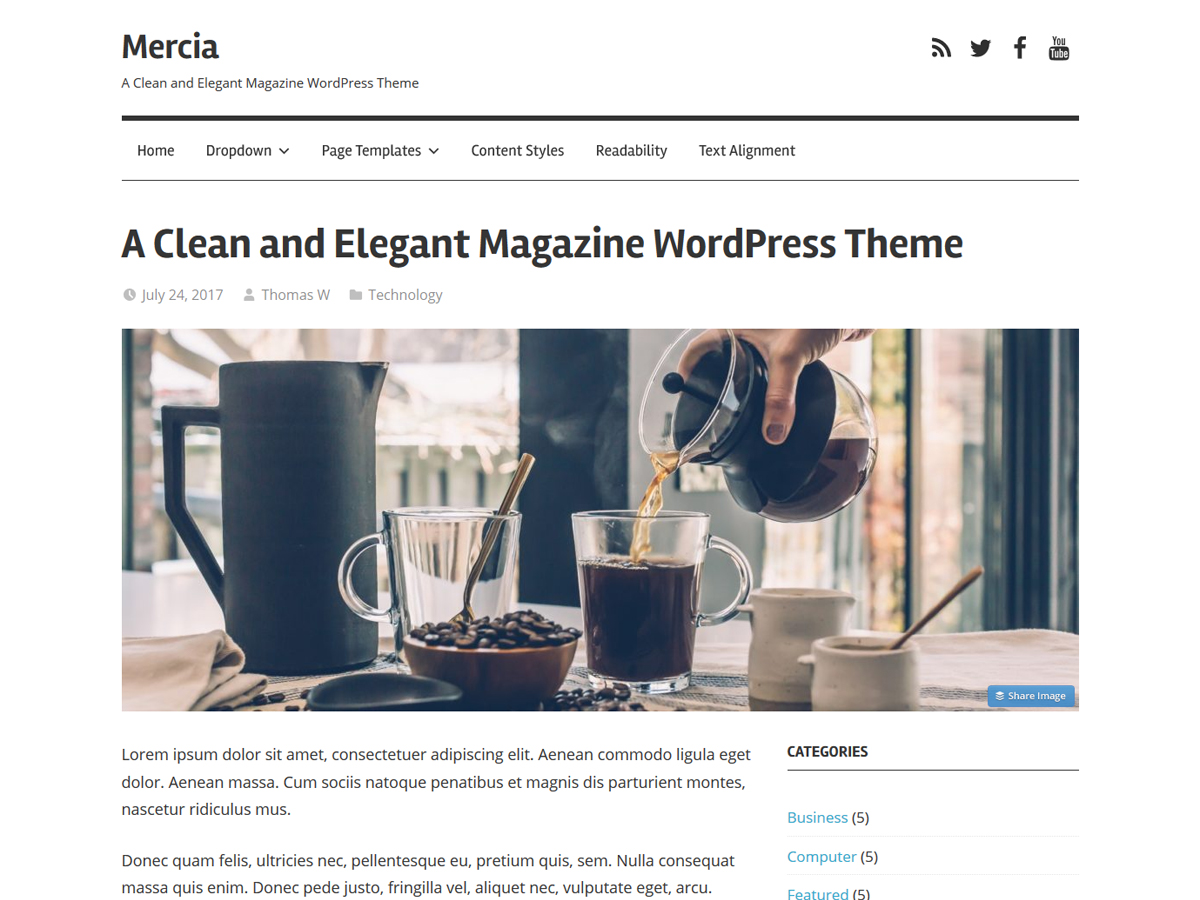 Mercia
A Clean and Elegant Magazine WordPress Theme
You
Tube
Home
Dropdown
Page Templates
Content Styles
Readability
Text Alignment
A Clean and Elegant Magazine WordPress Theme
July 24, 2017
Thomas W
Technology
Share Image
Lorem ipsum dolor sit amet, consectetuer adipiscing elit. Aenean commodo ligula eget
dolor. Aenean massa. Cum sociis natoque penatibus et magnis dis parturient montes,
nascetur ridiculus mus.
Donec quam felis, ultricies nec, pellentesque eu, pretium quis, sem. Nulla consequat
massa quis enim. Donec pede justo, fringilla vel, aliquet nec, vulputate eget, arcu.
CATEGORIES
Business (5)
Computer (5)
Featured (5)